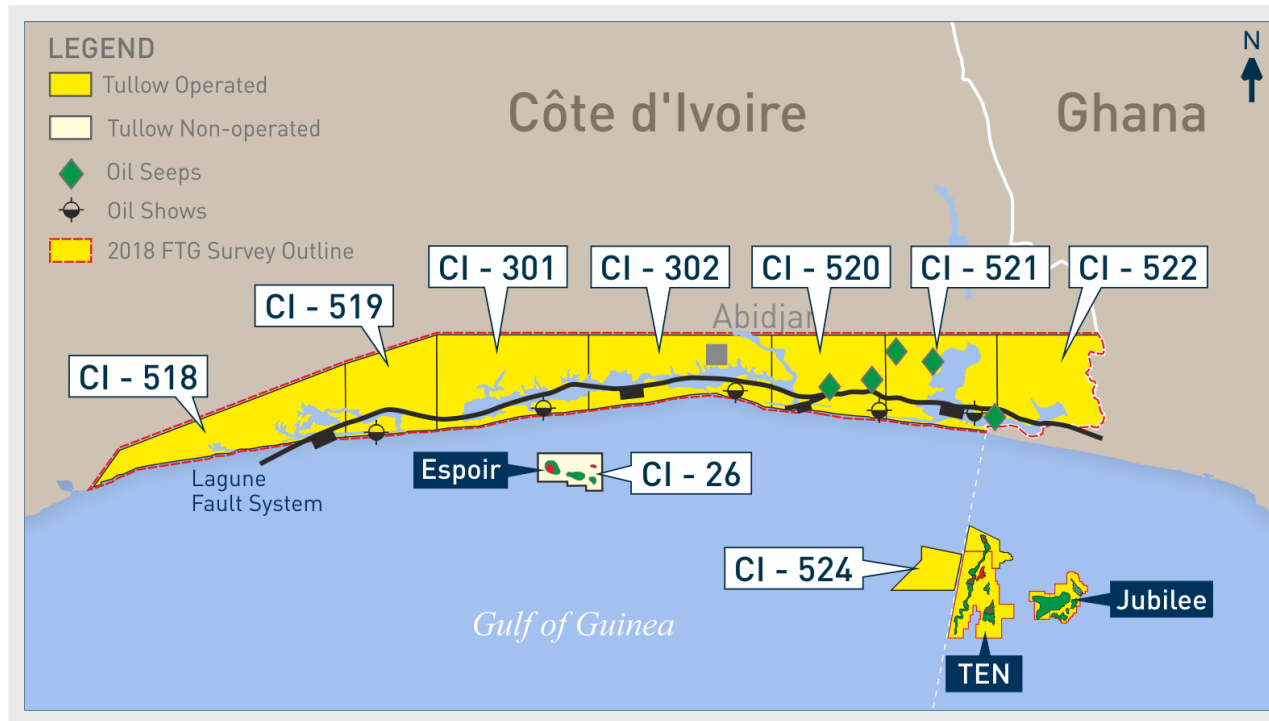 LEGEND
Tullow Operated
Tullow Non-operated
Oil Seeps
Oil Shows
2018 FTG Survey Outline
Côte d'Ivoire
Ghana
N
CI - 518
CI - 519
CI - 301
CI - 302
CI - 520
CI - 521
CI - 522
Abidjan
Lagune
Fault System
Espoir
CI - 26
CI - 524
Jubilee
TEN
Gulf of Guinea